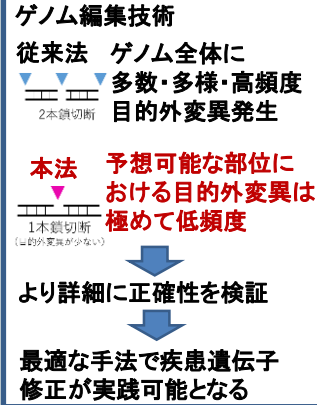 ゲノム編集技術
従来法 ゲノム全体に
多数・多様・高頻度
2本鎖切断 目的外変異発生
本法 予想可能な部位に
おける目的外変異は
1本鎖切断 極めて低頻度
(目的外変異が少ない)
より詳細に正確性を検証
最適な手法で疾患遺伝子
修正が実践可能となる